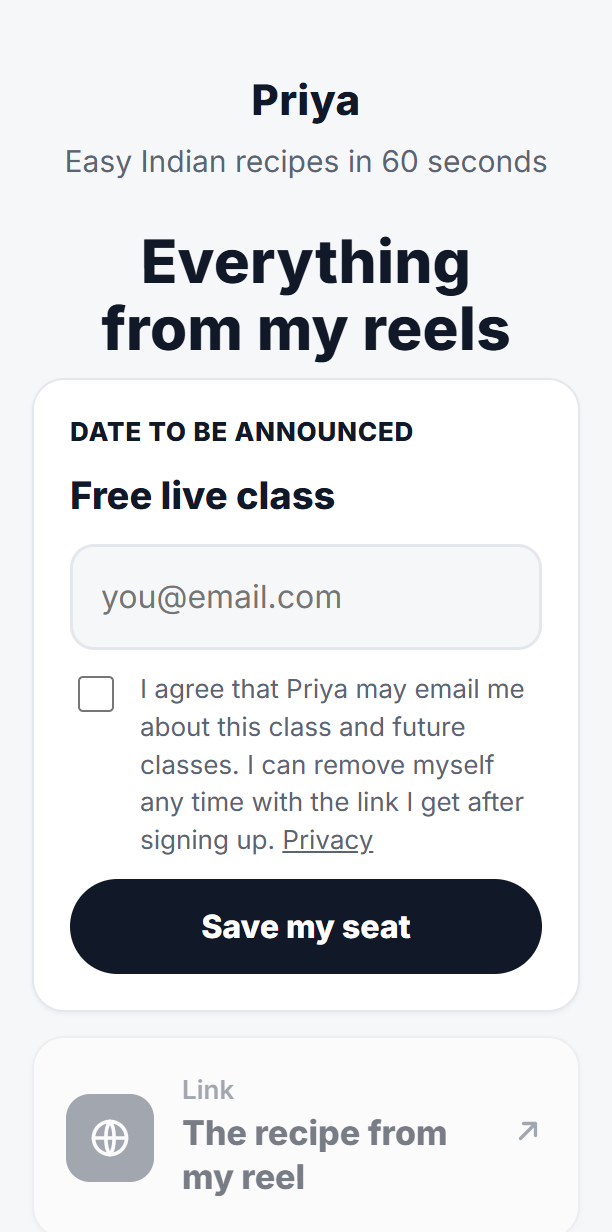 Priya
Easy Indian recipes in 60 seconds
Everything
from my reels
DATE TO BE ANNOUNCED
Free live class
you@email.com
I agree that Priya may email me
about this class and future
classes. I can remove myself
any time with the link I get after
signing up. Privacy
Save my seat
Link
The recipe from
my reel